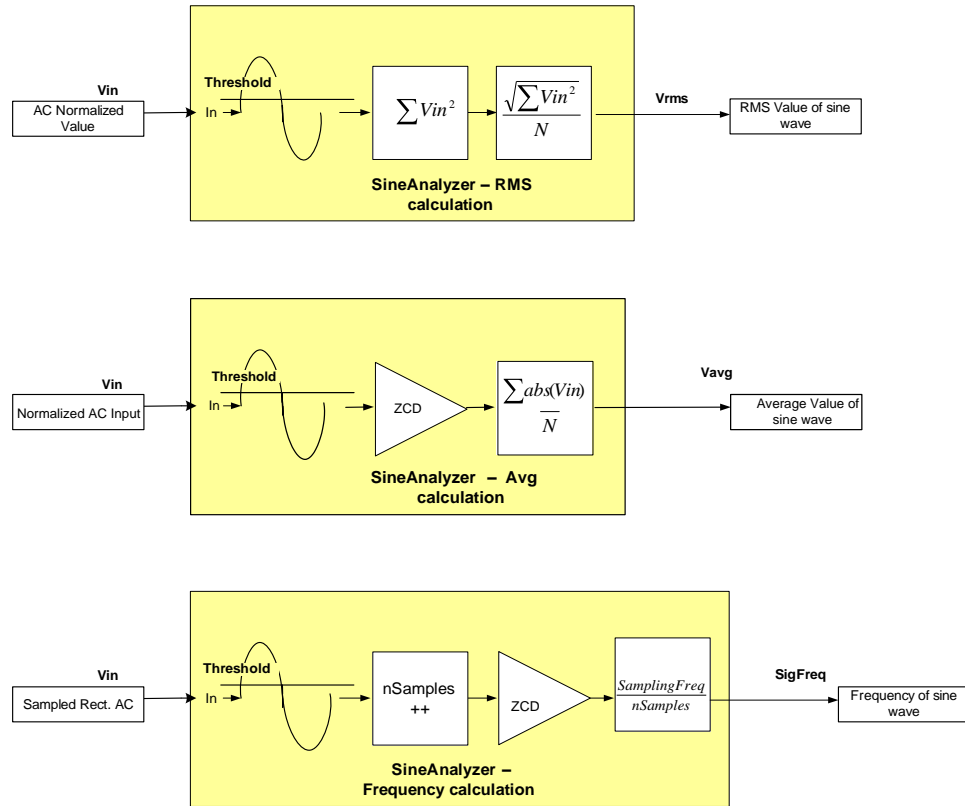 Vin
AC Normalized
Value
Threshold
In
∑Vin²
√∑Vin²
N
Vrms
RMS Value of sine
wave
SineAnalyzer – RMS
calculation
Vin
Normalized AC Input
Threshold
In
ZCD
∑abs(Vin)
N
Vavg
Average Value of
sine wave
SineAnalyzer – Avg
calculation
Vin
Sampled Rect. AC
Threshold
In
nSamples
++
ZCD
SamplingFreq
nSamples
SigFreq
Frequency of sine
wave
SineAnalyzer –
Frequency calculation